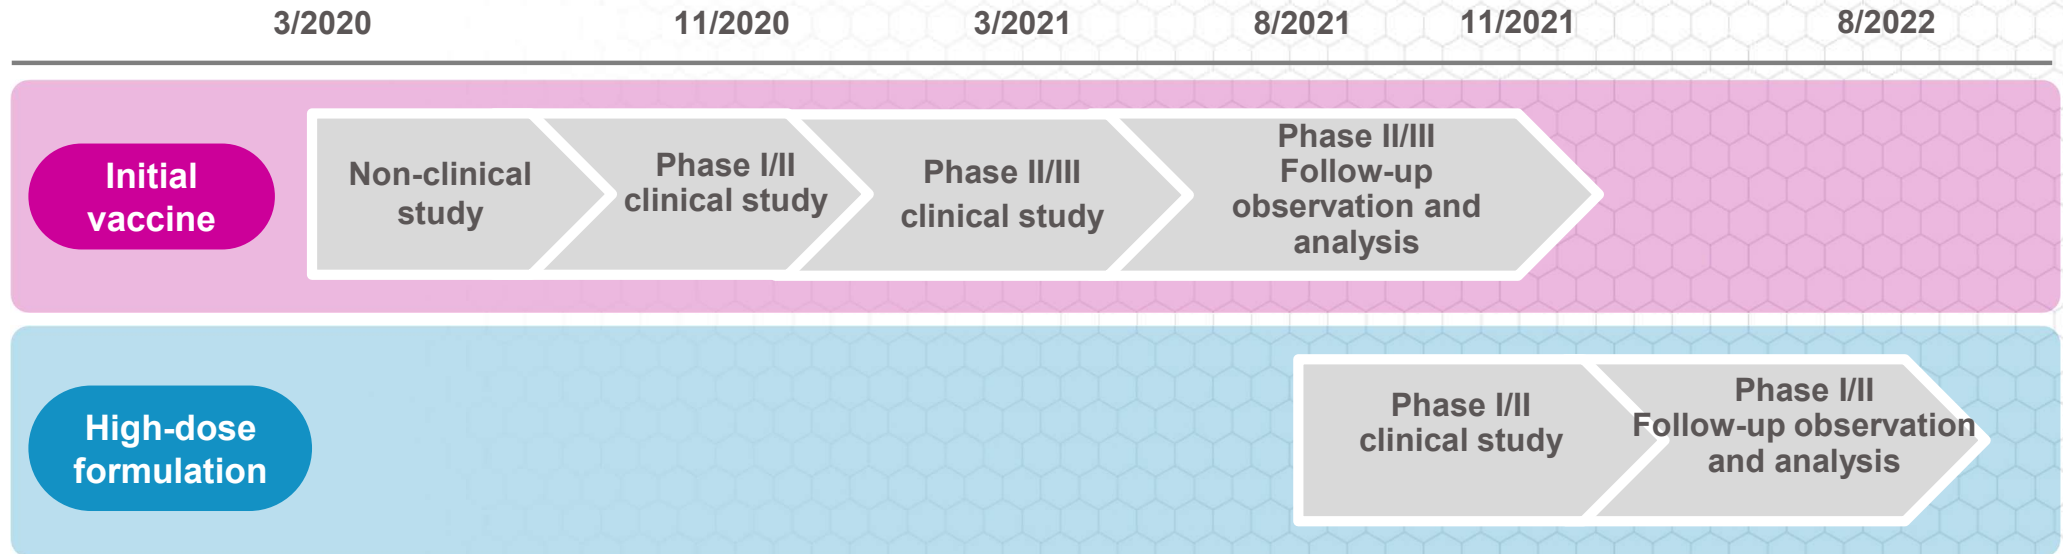 3/2020 11/2020 3/2021 8/2021 11/2021 8/2022
Initial
vaccine
Non-clinical
study
Phase I/II
clinical study
Phase II/III
clinical study
Phase II/III
Follow-up
observation and
analysis
High-dose
formulation
Phase I/II
clinical study
Phase I/II
Follow-up observation
and analysis